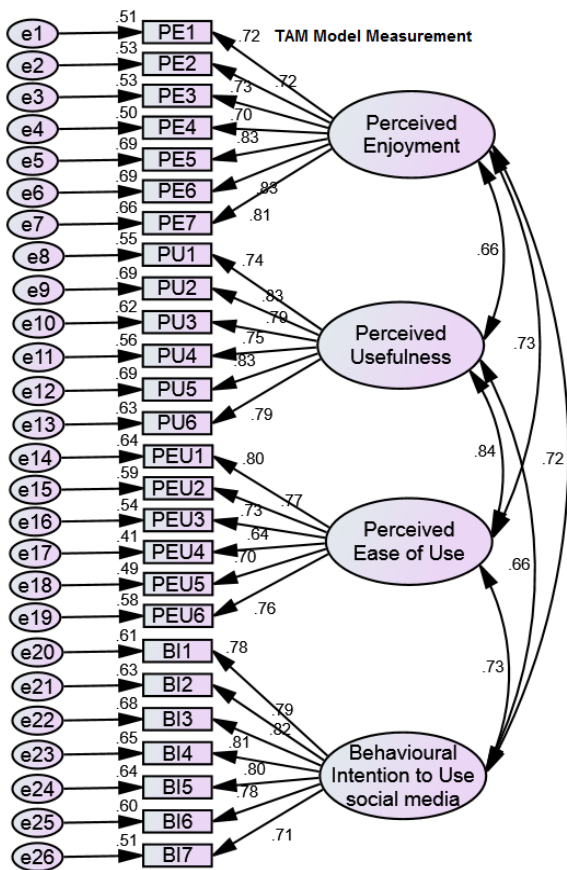 TAM Model Measurement
e1 .51 PE1 .72
e2 .53 PE2 .72
e3 .53 PE3 .73
e4 .50 PE4 .70
e5 .69 PE5 .83
e6 .69 PE6 .83
e7 .66 PE7 .81
Perceived
Enjoyment
e8 .55 PU1 .74
e9 .69 PU2 .83
e10 .62 PU3 .79
e11 .56 PU4 .75
e12 .69 PU5 .83
e13 .63 PU6 .79
Perceived
Usefulness
e14 .64 PEU1 .80
e15 .59 PEU2 .77
e16 .54 PEU3 .73
e17 .41 PEU4 .64
e18 .49 PEU5 .70
e19 .58 PEU6 .76
Perceived
Ease of Use
e20 .61 BI1 .78
e21 .63 BI2 .79
e22 .68 BI3 .82
e23 .65 BI4 .81
e24 .64 BI5 .80
e25 .60 BI6 .78
e26 .51 BI7 .71
Behavioural
Intention to Use
social media
.66
.73
.84
.72
.66
.73